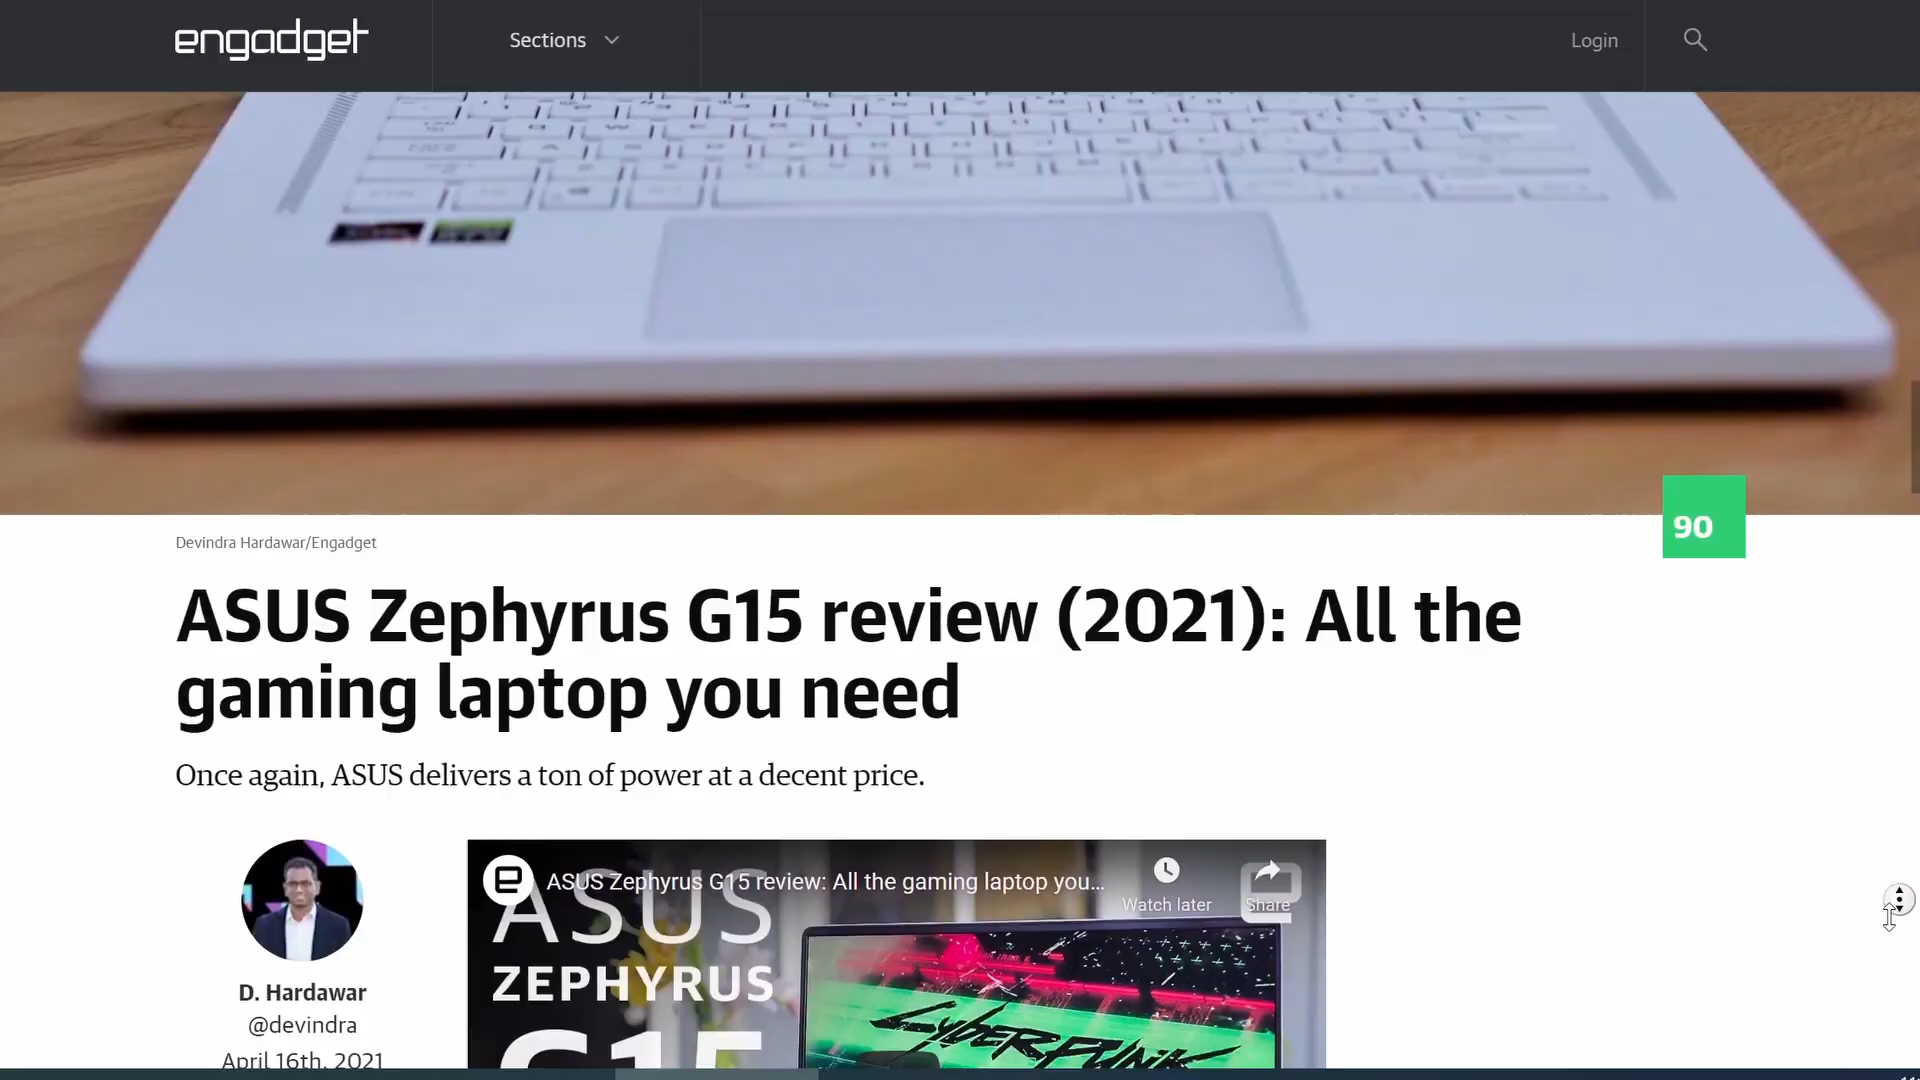 engadget
Sections
Login
90
Devindra Hardawar/Engadget
ASUS Zephyrus G15 review (2021): All the
gaming laptop you need
Once again, ASUS delivers a ton of power at a decent price.
ASUS Zephyrus G15 review: All the gaming laptop you...
Watch later
Share
ASUS
ZEPHYRUS
G15
CYBERPUNK
D. Hardawar
@devindra
April 16th, 2021